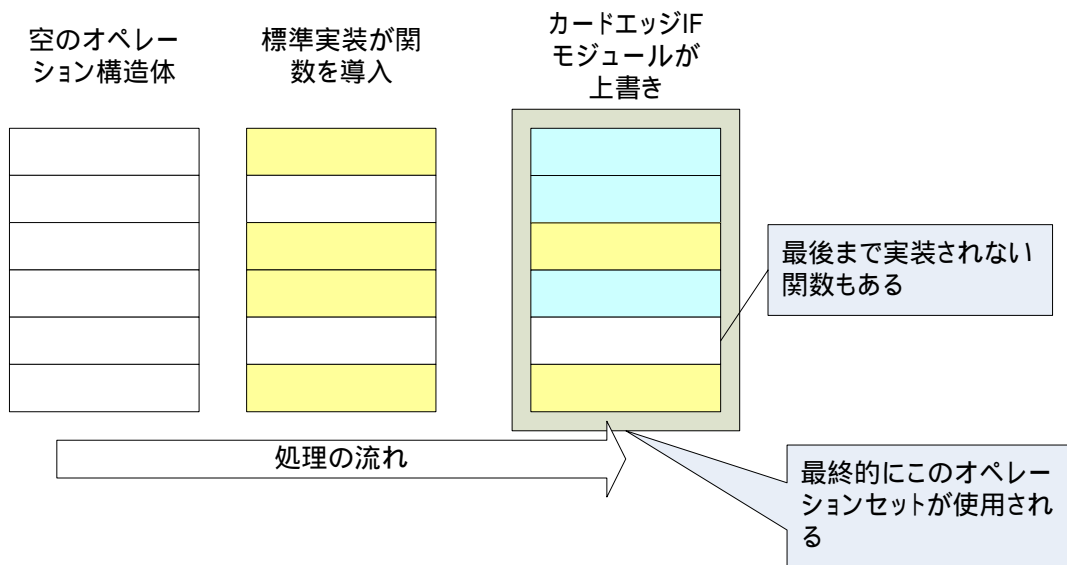 空のオペレー
ション構造体
標準実装が関
数を導入
カードエッジIF
モジュールが
上書き
最後まで実装されない
関数もある
処理の流れ
最終的にこのオペレー
ションセットが使用され
る